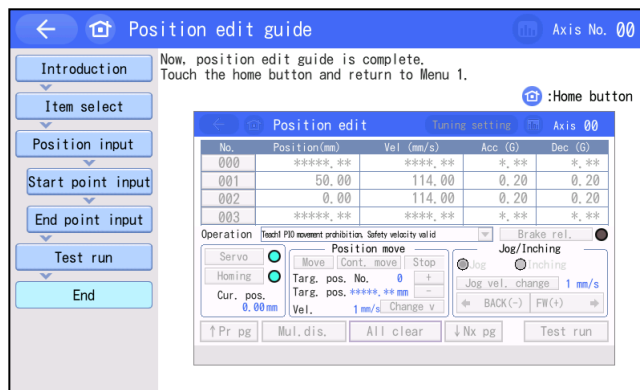 Position edit guide
Axis No. 00
Introduction
Item select
Position input
Start point input
End point input
Test run
End
Now, position edit guide is complete.
Touch the home button and return to Menu 1.
:Home button
Position edit
Tuning setting
Axis 00
No. Position(mm) Vel (mm/s) Acc (G) Dec (G)
000 *****.** ****.** *.** *.**
001 50.00 114.00 0.20 0.20
002 0.00 114.00 0.20 0.20
003 *****.** ****.** *.** *.**
Operation Teach1 PIO movement prohibition. Safety velocity valid Brake rel.
Servo
Homing
Cur. pos.
0.00 mm
Position move
Move Cont. move Stop
Targ. pos. No. 0 +
Targ. pos. *****.** mm -
Vel. 1 mm/s Change v
Jog/Inching
Jog Inching
Jog vel. change 1 mm/s
BACK(-) FW(+)
↑Pr pg Mul.dis. All clear ↓Nx pg Test run